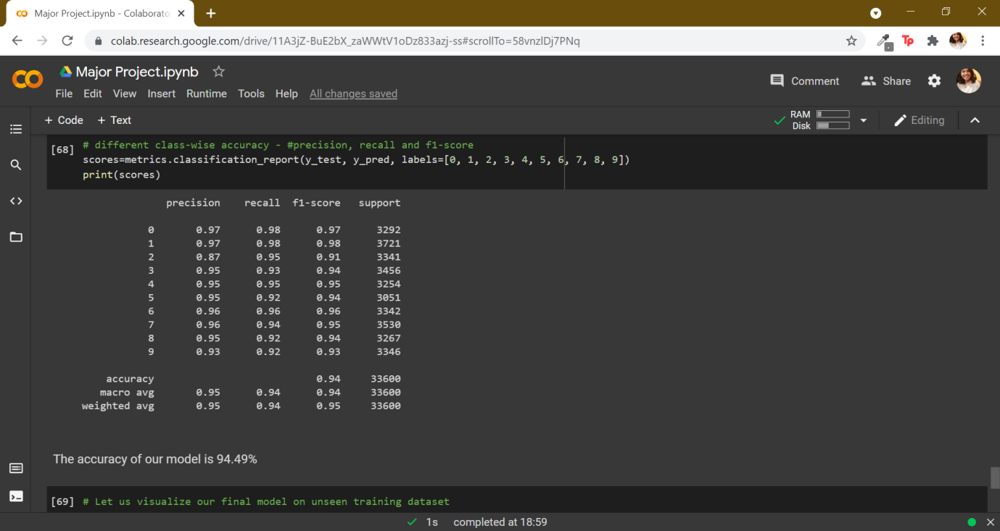 Major Project.ipynb - Colaborato
colab.research.google.com/drive/11A3jZ-BuE2bX_zaWWtV1oDz833azj-ss#scrollTo=58vnzlDj7PNq
Tp
Major Project.ipynb
Comment Share
File Edit View Insert Runtime Tools Help All changes saved
+ Code + Text RAM Disk Editing
[68] # different class-wise accuracy - #precision, recall and f1-score
scores=metrics.classification_report(y_test, y_pred, labels=[0, 1, 2, 3, 4, 5, 6, 7, 8, 9])
print(scores)
precision recall f1-score support
0 0.97 0.98 0.97 3292
1 0.97 0.98 0.98 3721
2 0.87 0.95 0.91 3341
3 0.95 0.93 0.94 3456
4 0.95 0.95 0.95 3254
5 0.95 0.92 0.94 3051
6 0.96 0.96 0.96 3342
7 0.96 0.94 0.95 3530
8 0.95 0.92 0.94 3267
9 0.93 0.92 0.93 3346
accuracy 0.94 33600
macro avg 0.95 0.94 0.94 33600
weighted avg 0.95 0.94 0.95 33600
The accuracy of our model is 94.49%
[69] # Let us visualize our final model on unseen training dataset
1s completed at 18:59